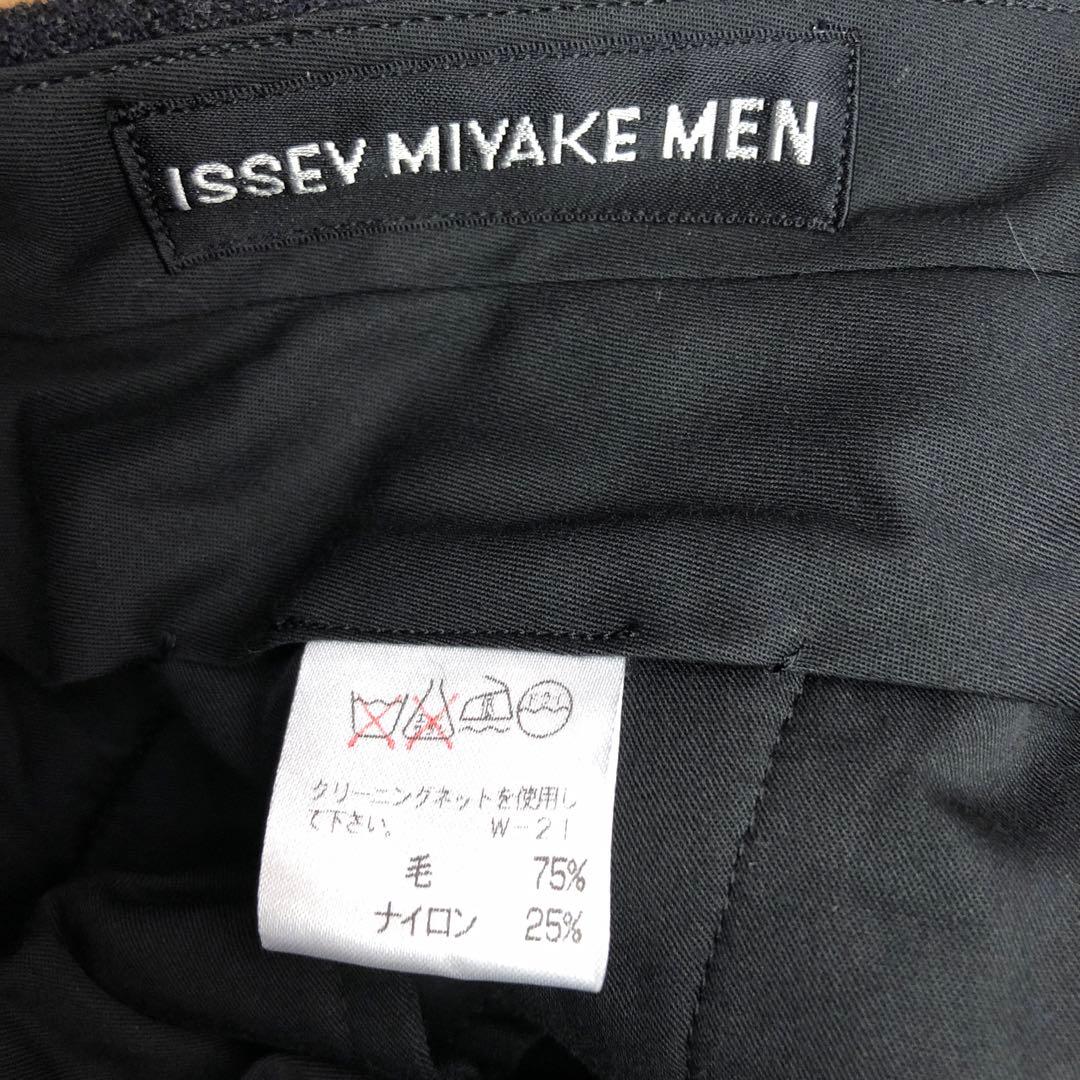 ISSEY MIYAKE MEN
クリーニングネットを使用し
て下さい。 W-21
毛 75%
ナイロン 25%